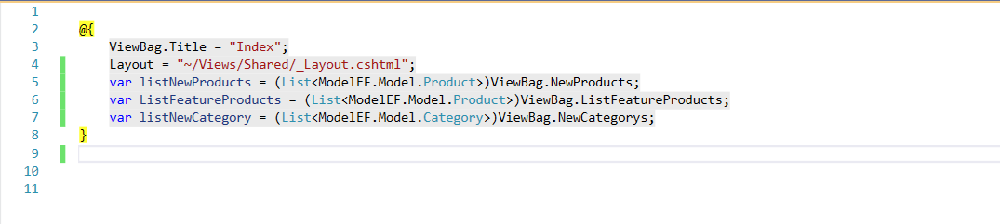 1
2 @{
3 ViewBag.Title = "Index";
4 Layout = "~/Views/Shared/_Layout.cshtml";
5 var listNewProducts = (List<ModelEF.Model.Product>)ViewBag.NewProducts;
6 var ListFeatureProducts = (List<ModelEF.Model.Product>)ViewBag.ListFeatureProducts;
7 var listNewCategory = (List<ModelEF.Model.Category>)ViewBag.NewCategorys;
8 }
9
10
11